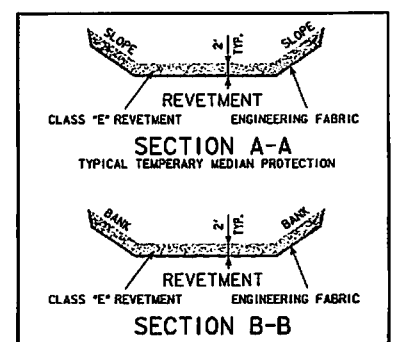 SLOPE
2' TYP.
SLOPE
REVETMENT
CLASS "E" REVETMENT ENGINEERING FABRIC
SECTION A-A
TYPICAL TEMPERARY MEDIAN PROTECTION
BANK
2' TYP.
BANK
REVETMENT
CLASS "E" REVETMENT ENGINEERING FABRIC
SECTION B-B